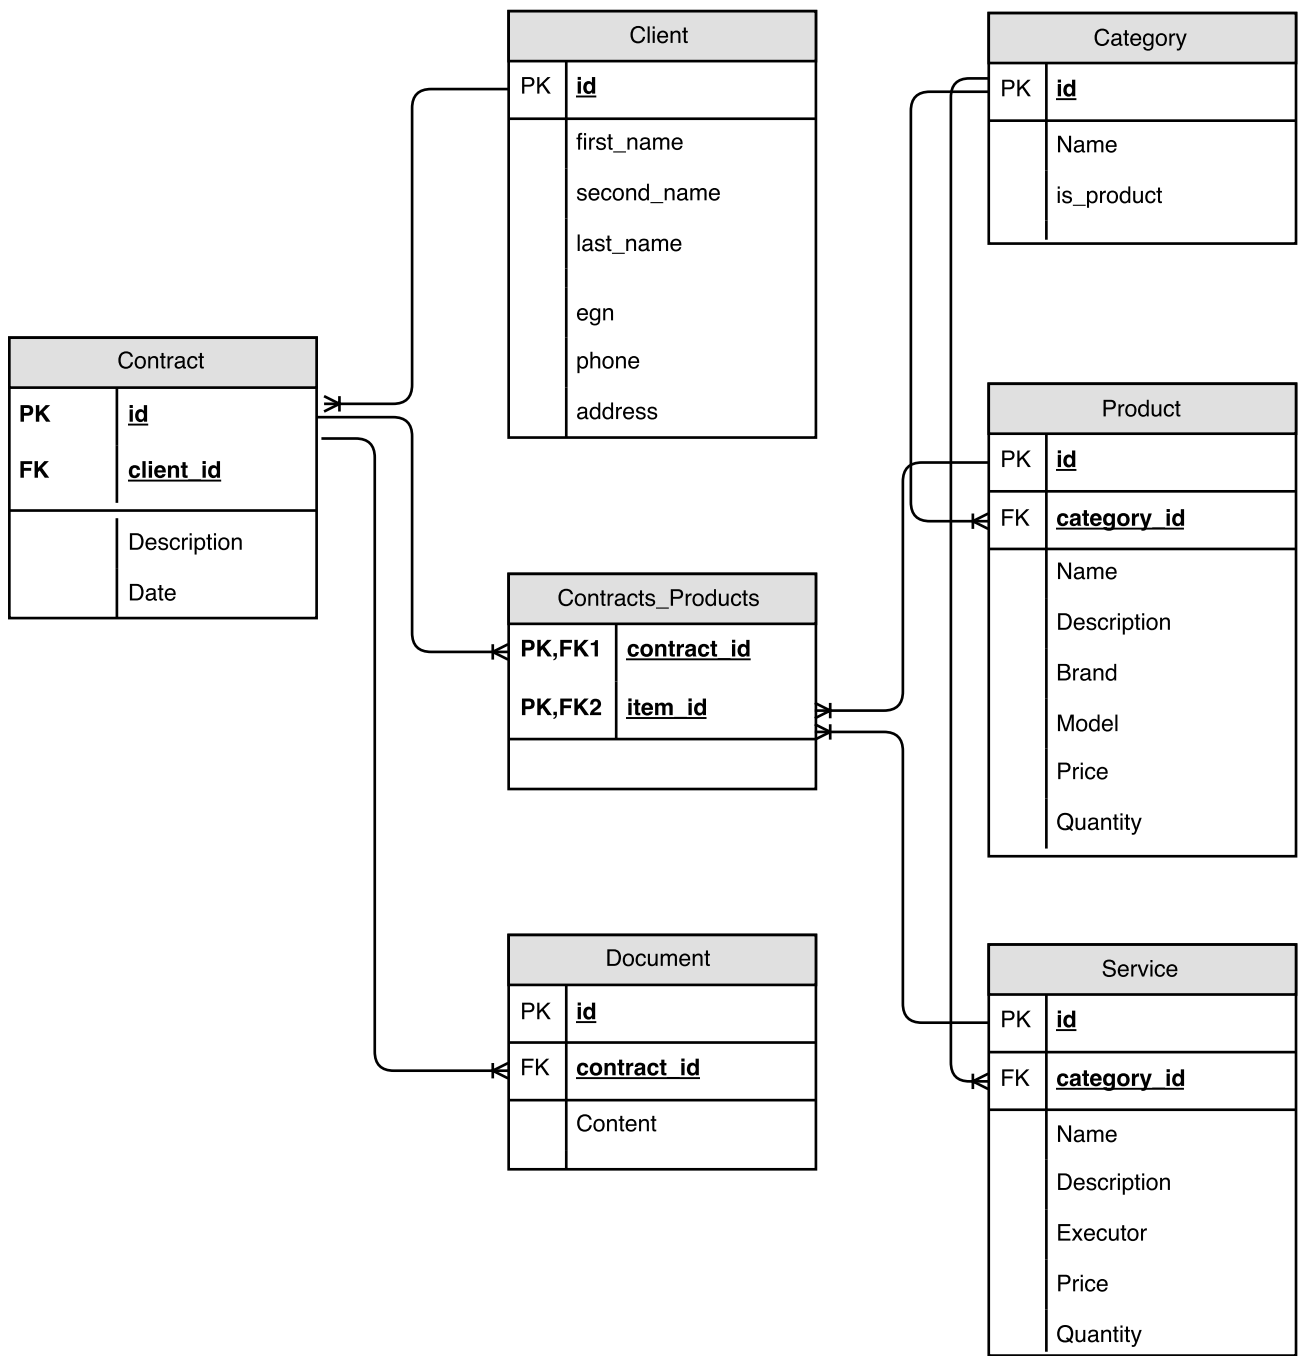 Client
PK id
first_name
second_name
last_name
egn
phone
address
Category
PK id
Name
is_product
Contract
PK id
FK client_id
Description
Date
Product
PK id
FK category_id
Name
Description
Brand
Model
Price
Quantity
Contracts_Products
PK,FK1 contract_id
PK,FK2 item_id
Document
PK id
FK contract_id
Content
Service
PK id
FK category_id
Name
Description
Executor
Price
Quantity